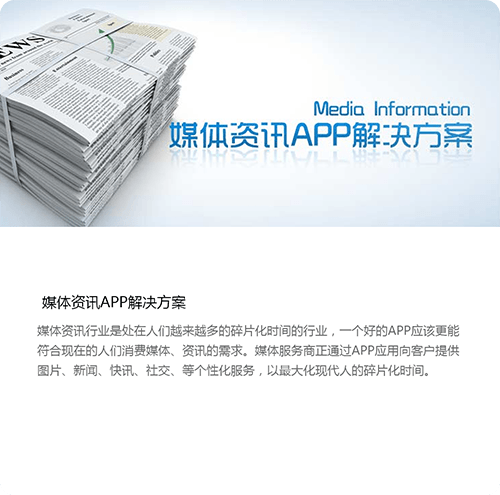 EWS
Business
Entertainment
Media Information
媒体资讯APP解决方案
媒体资讯APP解决方案
媒体资讯行业是处在人们越来越多的碎片化时间的行业，一个好的APP应该更能
符合现在的人们消费媒体、资讯的需求。媒体服务商正通过APP应用向客户提供
图片、新闻、快讯、社交、等个性化服务，以最大化现代人的碎片化时间。